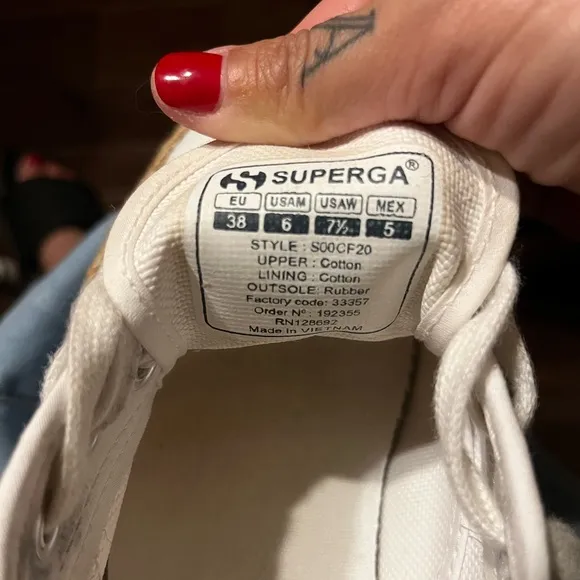 SUPERGA®
EU USAM USAW MEX
38 6 7½ 5
STYLE : S00CF20
UPPER : Cotton
LINING : Cotton
OUTSOLE: Rubber
Factory code: 33357
Order Nº : 192355
RN128692
Made in VIETNAM